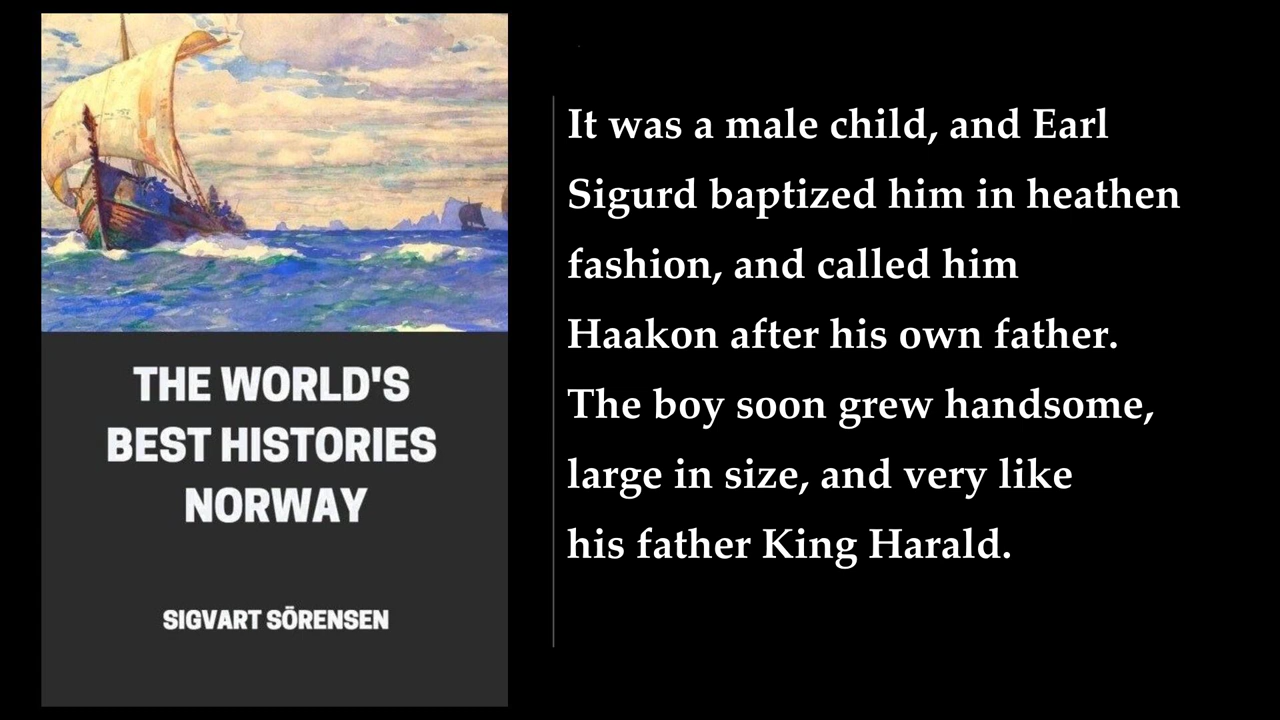 THE WORLD'S
BEST HISTORIES
NORWAY
SIGVART SÖRENSEN
It was a male child, and Earl
Sigurd baptized him in heathen
fashion, and called him
Haakon after his own father.
The boy soon grew handsome,
large in size, and very like
his father King Harald.